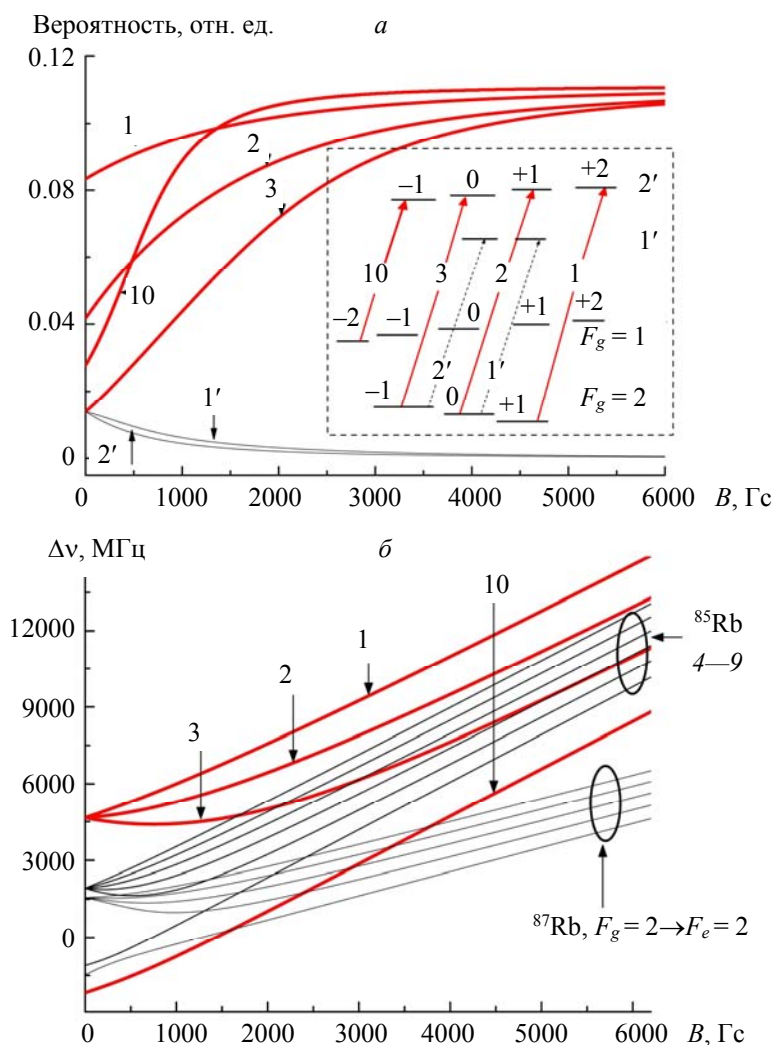 Вероятность, отн. ед. а
0.12
0.08
0.04
0
1
2
3
10
1′
2′
–1 0 +1 +2 2′
1′
10 3 2 1
–2 –1 0 +1 +2
F_g = 1
2′ 1′
–1 0 +1
F_g = 2
0 1000 2000 3000 4000 5000 6000 B, Гс
Δν, МГц б
12000
9000
6000
3000
0
1
2
3
10
⁸⁵Rb
4—9
⁸⁷Rb, F_g = 2→F_e = 2
0 1000 2000 3000 4000 5000 6000 B, Гс